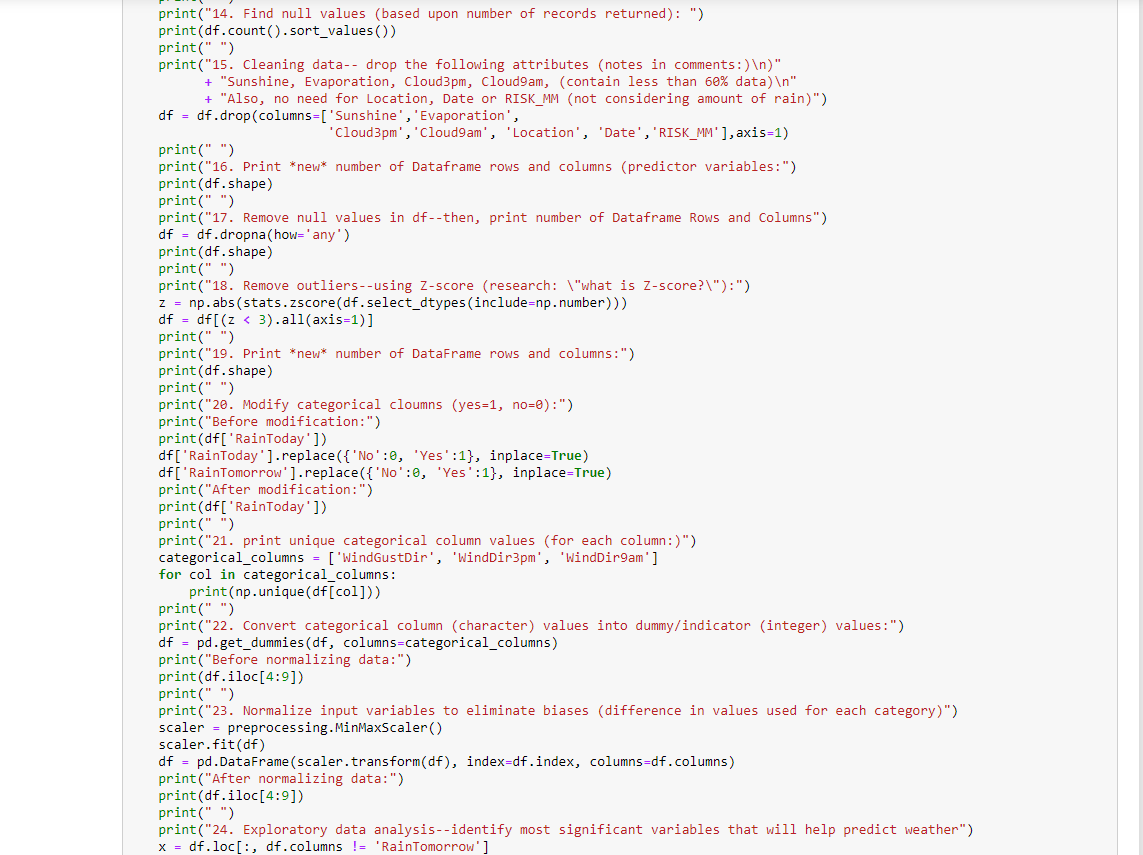 print("14. Find null values (based upon number of records returned): ")
print(df.count().sort_values())
print(" ")
print("15. Cleaning data-- drop the following attributes (notes in comments:)\n)"
      + "Sunshine, Evaporation, Cloud3pm, Cloud9am, (contain less than 60% data)\n"
      + "Also, no need for Location, Date or RISK_MM (not considering amount of rain)")
df = df.drop(columns=['Sunshine','Evaporation',
                      'Cloud3pm','Cloud9am', 'Location', 'Date','RISK_MM'],axis=1)
print(" ")
print("16. Print *new* number of Dataframe rows and columns (predictor variables:")
print(df.shape)
print(" ")
print("17. Remove null values in df--then, print number of Dataframe Rows and Columns")
df = df.dropna(how='any')
print(df.shape)
print(" ")
print("18. Remove outliers--using Z-score (research: \"what is Z-score?\"):")
z = np.abs(stats.zscore(df.select_dtypes(include=np.number)))
df = df[(z < 3).all(axis=1)]
print(" ")
print("19. Print *new* number of DataFrame rows and columns:")
print(df.shape)
print(" ")
print("20. Modify categorical cloumns (yes=1, no=0):")
print("Before modification:")
print(df['RainToday'])
df['RainToday'].replace({'No':0, 'Yes':1}, inplace=True)
df['RainTomorrow'].replace({'No':0, 'Yes':1}, inplace=True)
print("After modification:")
print(df['RainToday'])
print(" ")
print("21. print unique categorical column values (for each column:)")
categorical_columns = ['WindGustDir', 'WindDir3pm', 'WindDir9am']
for col in categorical_columns:
    print(np.unique(df[col]))
print(" ")
print("22. Convert categorical column (character) values into dummy/indicator (integer) values:")
df = pd.get_dummies(df, columns=categorical_columns)
print("Before normalizing data:")
print(df.iloc[4:9])
print(" ")
print("23. Normalize input variables to eliminate biases (difference in values used for each category)")
scaler = preprocessing.MinMaxScaler()
scaler.fit(df)
df = pd.DataFrame(scaler.transform(df), index=df.index, columns=df.columns)
print("After normalizing data:")
print(df.iloc[4:9])
print(" ")
print("24. Exploratory data analysis--identify most significant variables that will help predict weather")
x = df.loc[:, df.columns != 'RainTomorrow']